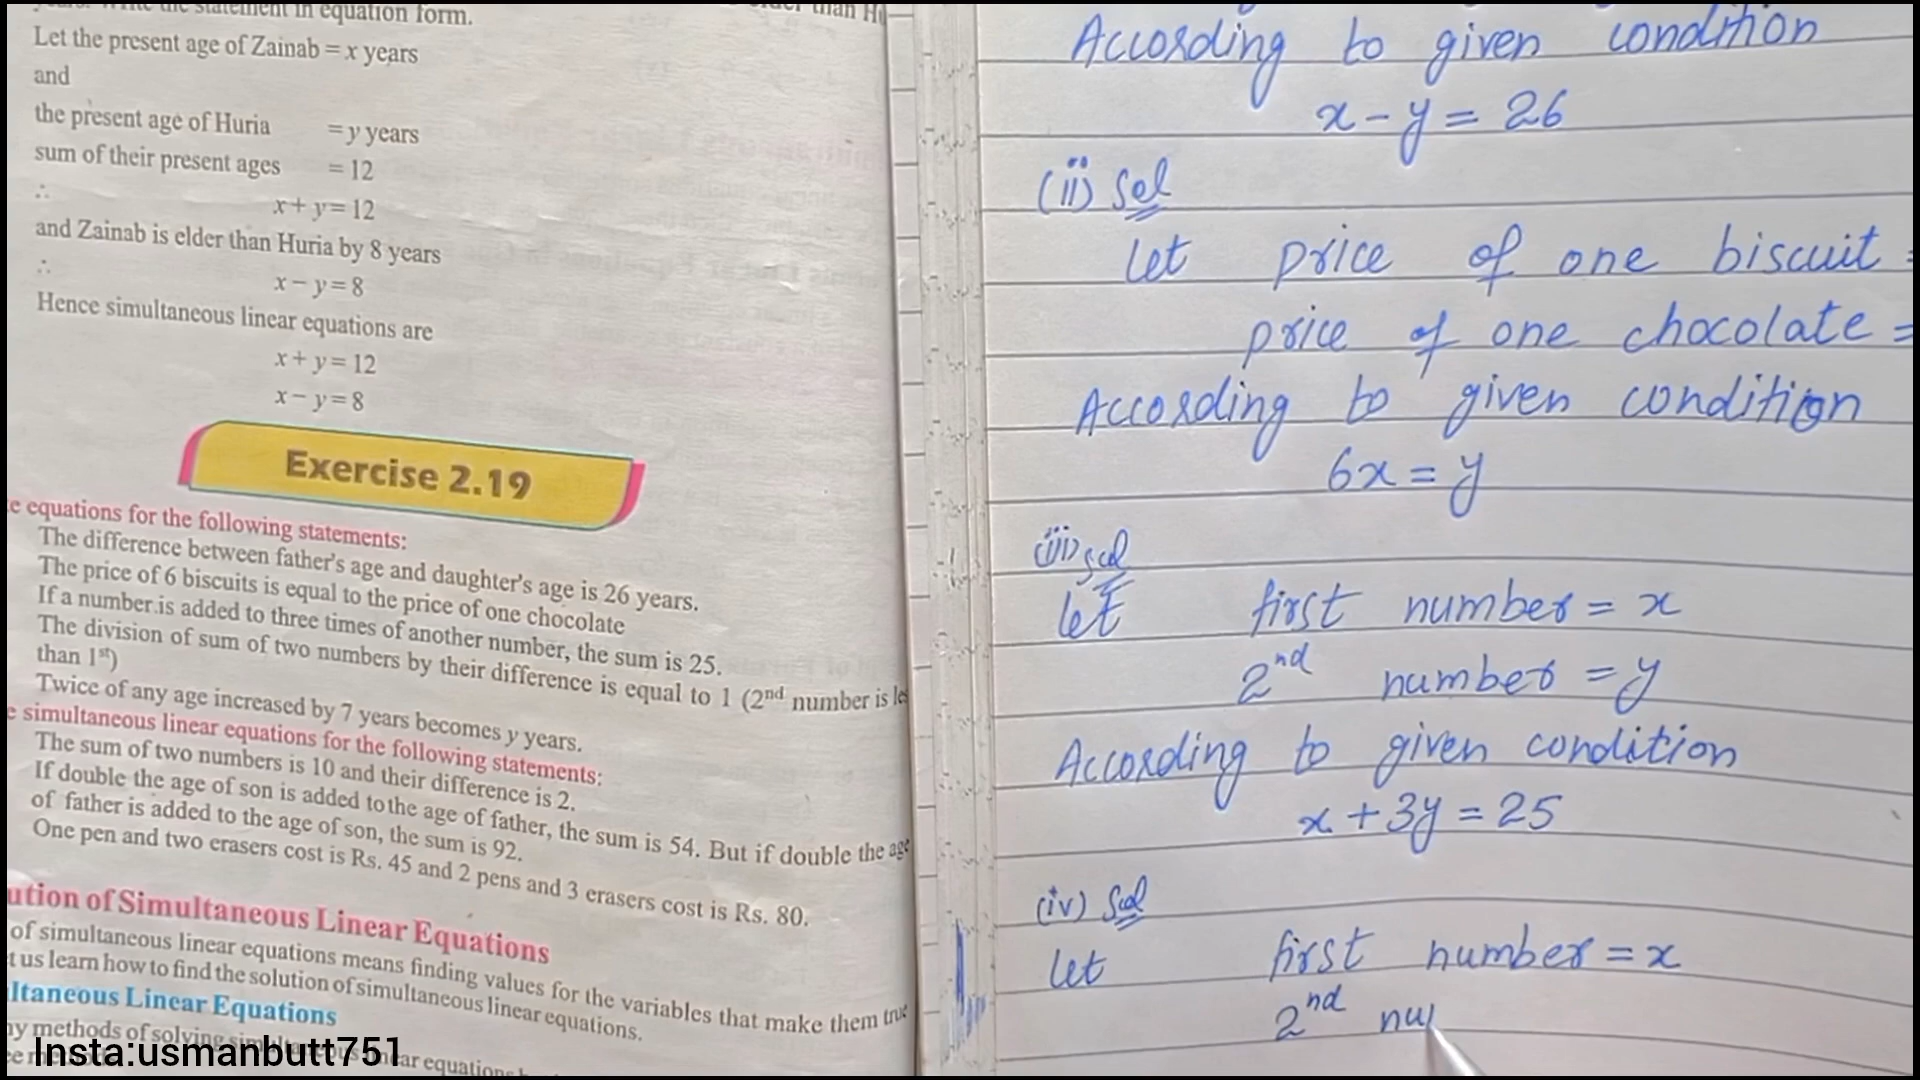 statement in equation form.
Let the present age of Zainab = x years
and
the present age of Huria = y years
sum of their present ages = 12
∴
x + y = 12
and Zainab is elder than Huria by 8 years
∴
x − y = 8
Hence simultaneous linear equations are
x + y = 12
x − y = 8
Exercise 2.19
equations for the following statements:
The difference between father's age and daughter's age is 26 years.
The price of 6 biscuits is equal to the price of one chocolate
If a number is added to three times of another number, the sum is 25.
The division of sum of two numbers by their difference is equal to 1 (2nd number is
than 1st)
Twice of any age increased by 7 years becomes y years.
simultaneous linear equations for the following statements:
The sum of two numbers is 10 and their difference is 2.
If double the age of son is added to the age of father, the sum is 54. But if double the age
of father is added to the age of son, the sum is 92.
One pen and two erasers cost is Rs. 45 and 2 pens and 3 erasers cost is Rs. 80.
ution of Simultaneous Linear Equations
of simultaneous linear equations means finding values for the variables that make them true
us learn how to find the solution of simultaneous linear equations.
ltaneous Linear Equations
methods of solving simultaneous linear equations
Insta:usmanbutt751
than
According to given condition
x - y = 26
(ii) Sol
Let price of one biscuit =
price of one chocolate =
According to given condition
6x = y
(iii) Sol
let first number = x
2nd number = y
According to given condition
x + 3y = 25
(iv) Sol
let first number = x
2nd nu